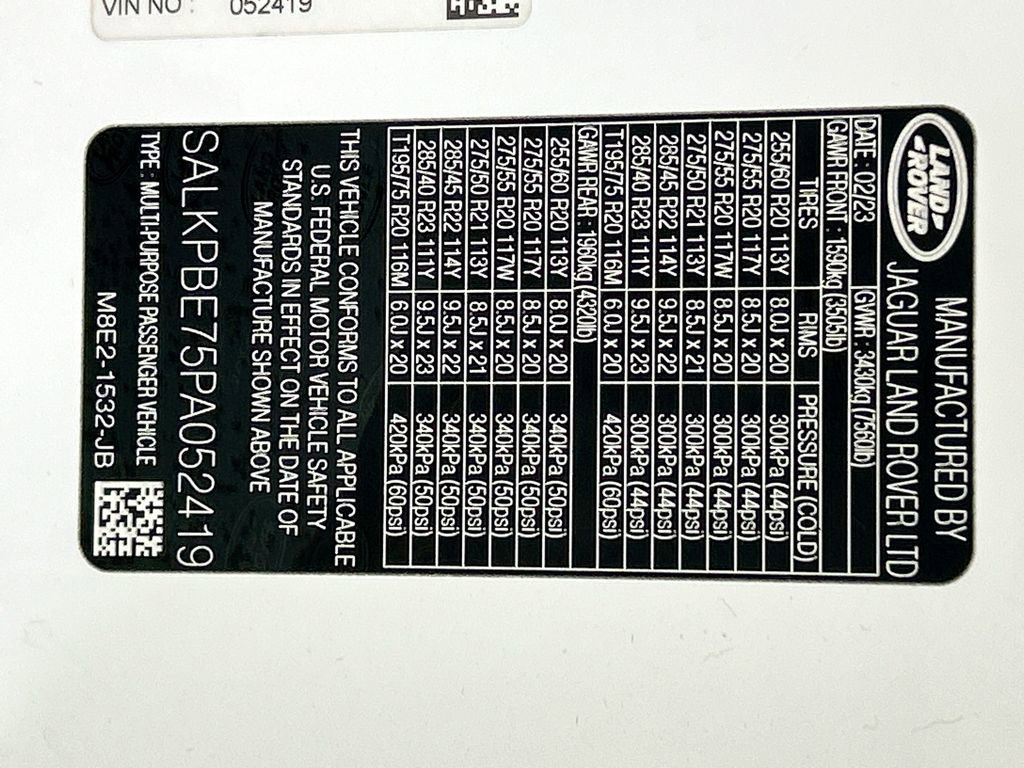 VIN NO : 052419
LAND-
-ROVER
MANUFACTURED BY
JAGUAR LAND ROVER LTD
DATE : 02/23 GVWR : 3430kg (7560lb)
GAWR FRONT : 1590kg (3505lb)
TIRES RIMS PRESSURE (COLD)
255/60 R20 113Y 8.0J x 20 300kPa (44psi)
275/55 R20 117Y 8.5J x 20 300kPa (44psi)
275/55 R20 117W 8.5J x 20 300kPa (44psi)
275/50 R21 113Y 8.5J x 21 300kPa (44psi)
285/45 R22 114Y 9.5J x 22 300kPa (44psi)
285/40 R23 111Y 9.5J x 23 300kPa (44psi)
T195/75 R20 116M 6.0J x 20 420kPa (60psi)
GAWR REAR : 1960kg (4320lb)
255/60 R20 113Y 8.0J x 20 340kPa (50psi)
275/55 R20 117Y 8.5J x 20 340kPa (50psi)
275/55 R20 117W 8.5J x 20 340kPa (50psi)
275/50 R21 113Y 8.5J x 21 340kPa (50psi)
285/45 R22 114Y 9.5J x 22 340kPa (50psi)
285/40 R23 111Y 9.5J x 23 340kPa (50psi)
T195/75 R20 116M 6.0J x 20 420kPa (60psi)
THIS VEHICLE CONFORMS TO ALL APPLICABLE
U.S. FEDERAL MOTOR VEHICLE SAFETY
STANDARDS IN EFFECT ON THE DATE OF
MANUFACTURE SHOWN ABOVE
SALKPBE75PA052419
TYPE : MULTI-PURPOSE PASSENGER VEHICLE
M8E2-1532-JB